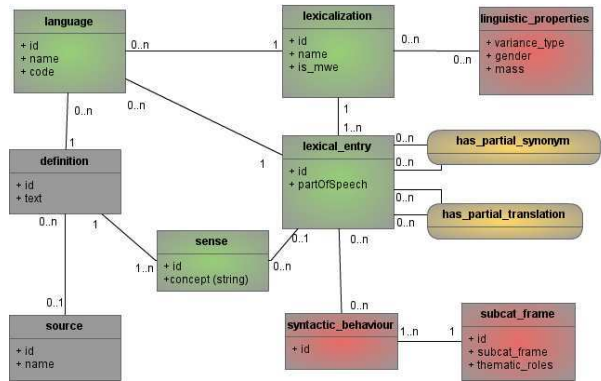 language
+ id
+ name
+ code
0..n
1
lexicalization
+ id
+ name
+ is_mwe
0..n
0..n
linguistic_properties
+ variance_type
+ gender
+ mass
0..n
0..n
1
1
1..n
1
definition
+ id
+ text
lexical_entry
+ id
+ partOfSpeech
0..n
0..n
has_partial_synonym
0..n
0..n
has_partial_translation
0..n
1
1..n
sense
+ id
+concept (string)
0..1
0..n
0..n
0..n
0..1
source
+ id
+ name
syntactic_behaviour
+ id
1..n
1
subcat_frame
+ id
+ subcat_frame
+ thematic_roles